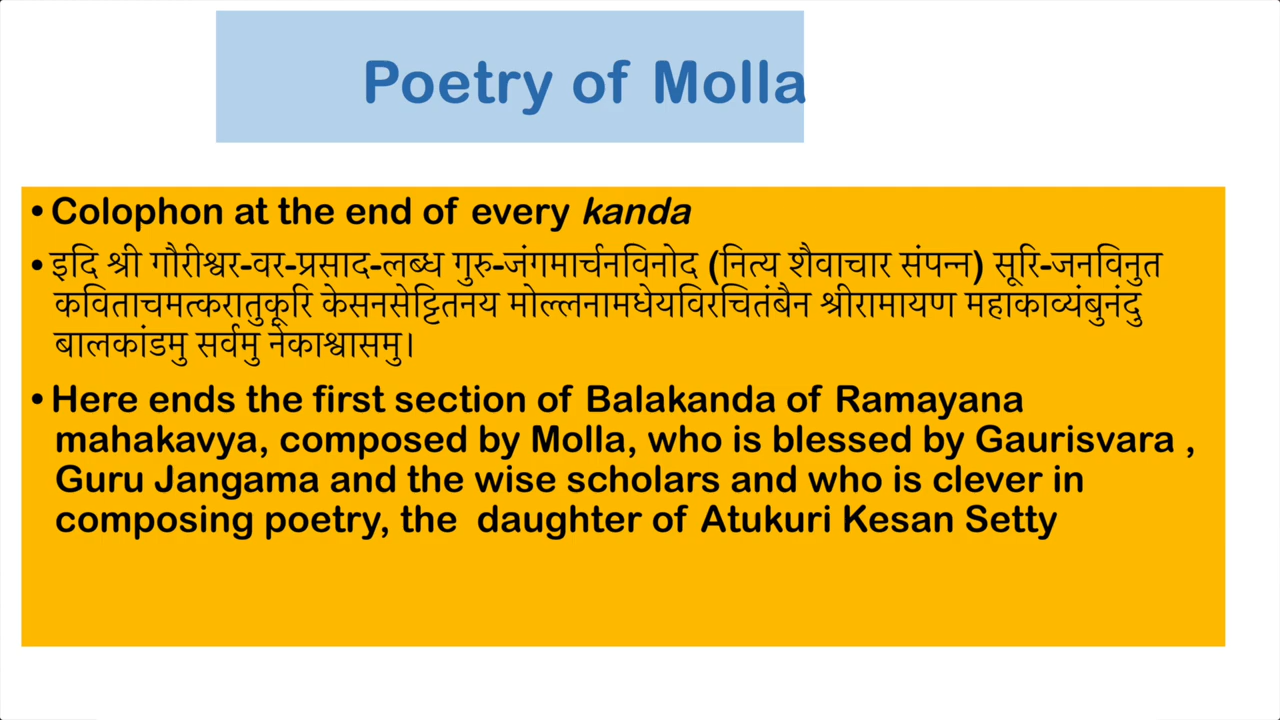 Poetry of Molla
• Colophon at the end of every kanda
• इदि श्री गौरीश्वर-वर-प्रसाद-लब्ध गुरु-जंगमार्चनविनोद (नित्य शैवाचार संपन्न) सूरि-जनविनुत
कविताचमत्करातुकूरि केसनसेट्टितनय मोल्लनामधेयविरचितंबैन श्रीरामायण महाकाव्यंबुनंदु
बालकांडमु सर्वमु नेकाश्वासमु।
• Here ends the first section of Balakanda of Ramayana
mahakavya, composed by Molla, who is blessed by Gaurisvara ,
Guru Jangama and the wise scholars and who is clever in
composing poetry, the daughter of Atukuri Kesan Setty